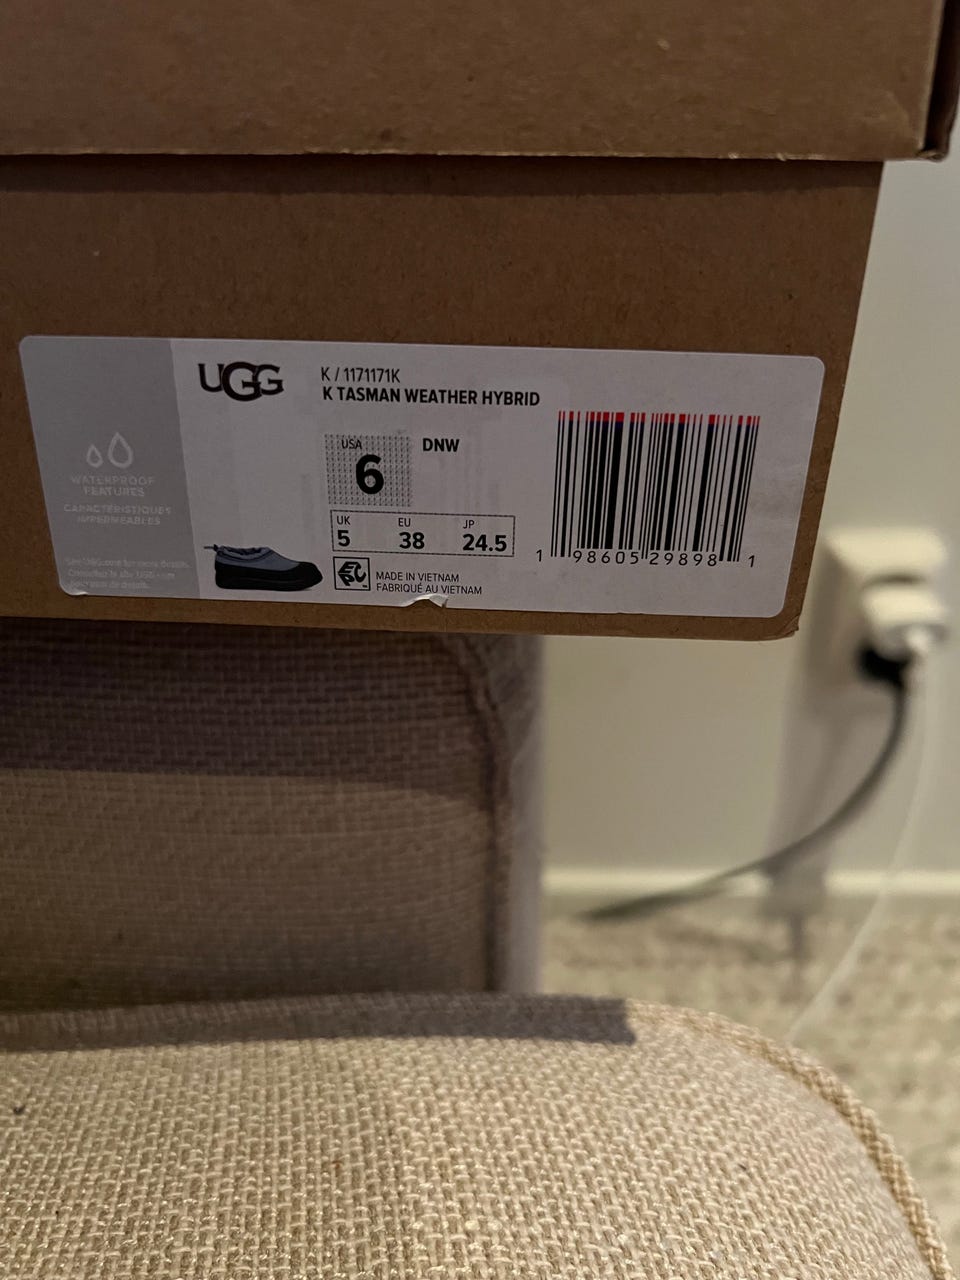 WATERPROOF
FEATURES
CARACTÉRISTIQUES
IMPERMÉABLES
UGG
K / 1171171K
K TASMAN WEATHER HYBRID
USA
6
DNW
UK EU JP
5 38 24.5
MADE IN VIETNAM
FABRIQUÉ AU VIETNAM
1 98605 29898 1